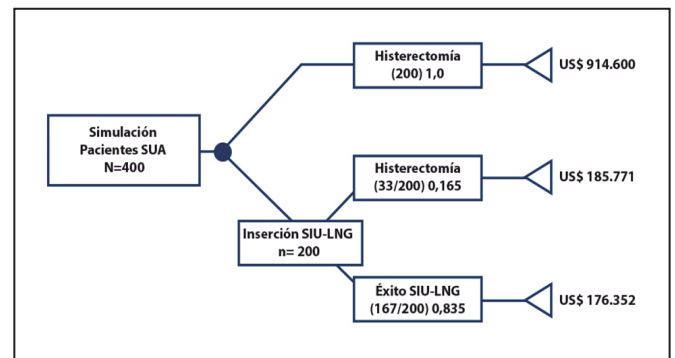 Histerectomía
(200) 1,0
US$ 914.600
Simulación
Pacientes SUA
N=400
Histerectomía
(33/200) 0,165
US$ 185.771
Inserción SIU-LNG
n= 200
Éxito SIU-LNG
(167/200) 0,835
US$ 176.352